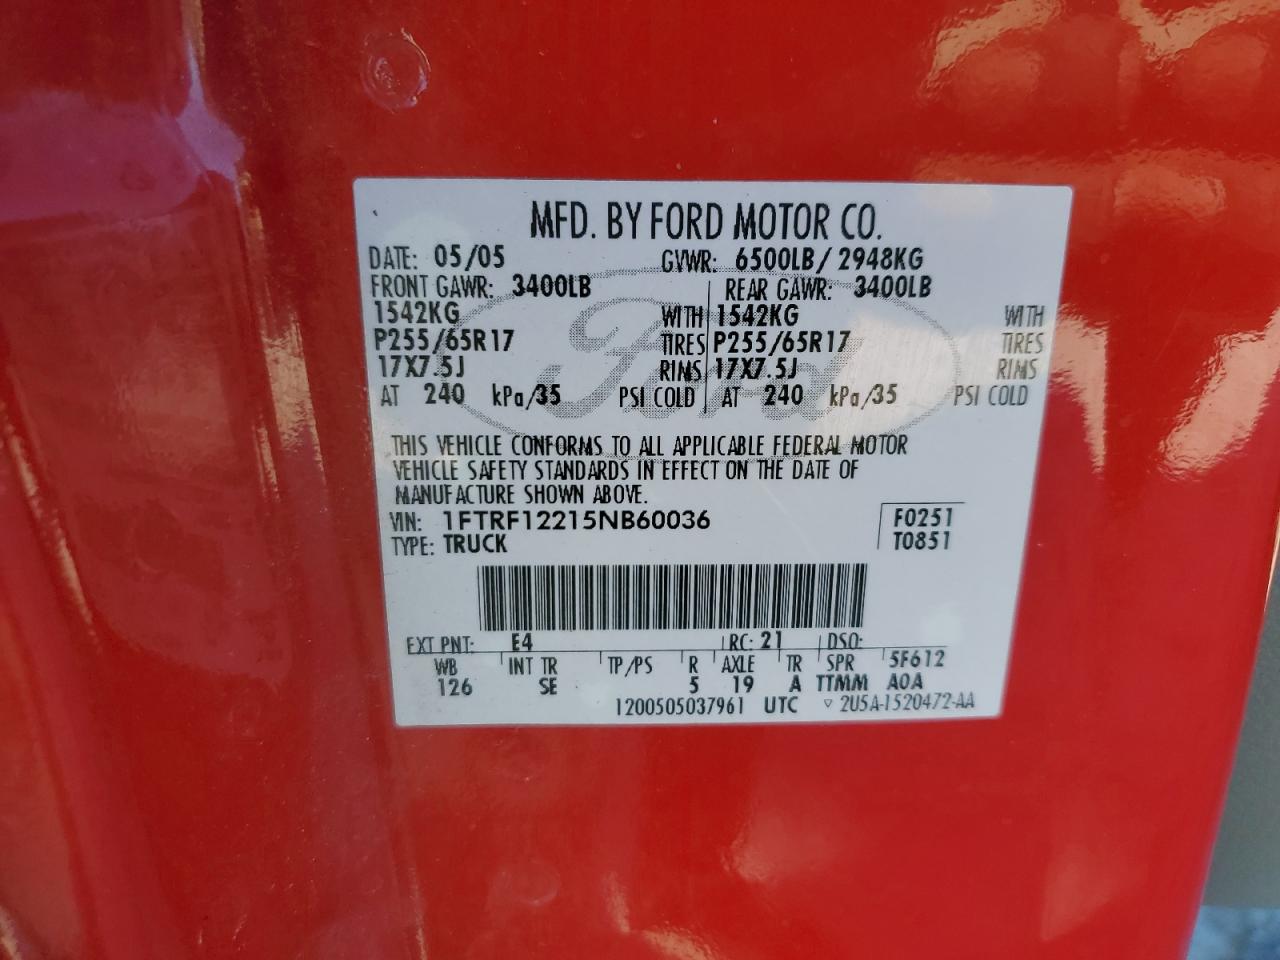 MFD. BY FORD MOTOR CO.
DATE: 05/05 GVWR: 6500LB/ 2948KG
FRONT GAWR: 3400LB REAR GAWR: 3400LB
1542KG WITH 1542KG WITH
P255/65R17 TIRES P255/65R17 TIRES
17X7.5J RIMS 17X7.5J RIMS
AT 240 kPa/35 PSI COLD AT 240 kPa/35 PSI COLD
Ford
THIS VEHICLE CONFORMS TO ALL APPLICABLE FEDERAL MOTOR
VEHICLE SAFETY STANDARDS IN EFFECT ON THE DATE OF
MANUFACTURE SHOWN ABOVE.
VIN: 1FTRF12215NB60036 F0251
TYPE: TRUCK T0851
EXT PNT: E4 RC: 21 DSO:
WB INT TR TP/PS R AXLE TR SPR 5F612
126 SE 5 19 A TTMM A0A
1200505037961 UTC ▽ 2U5A-1520472-AA